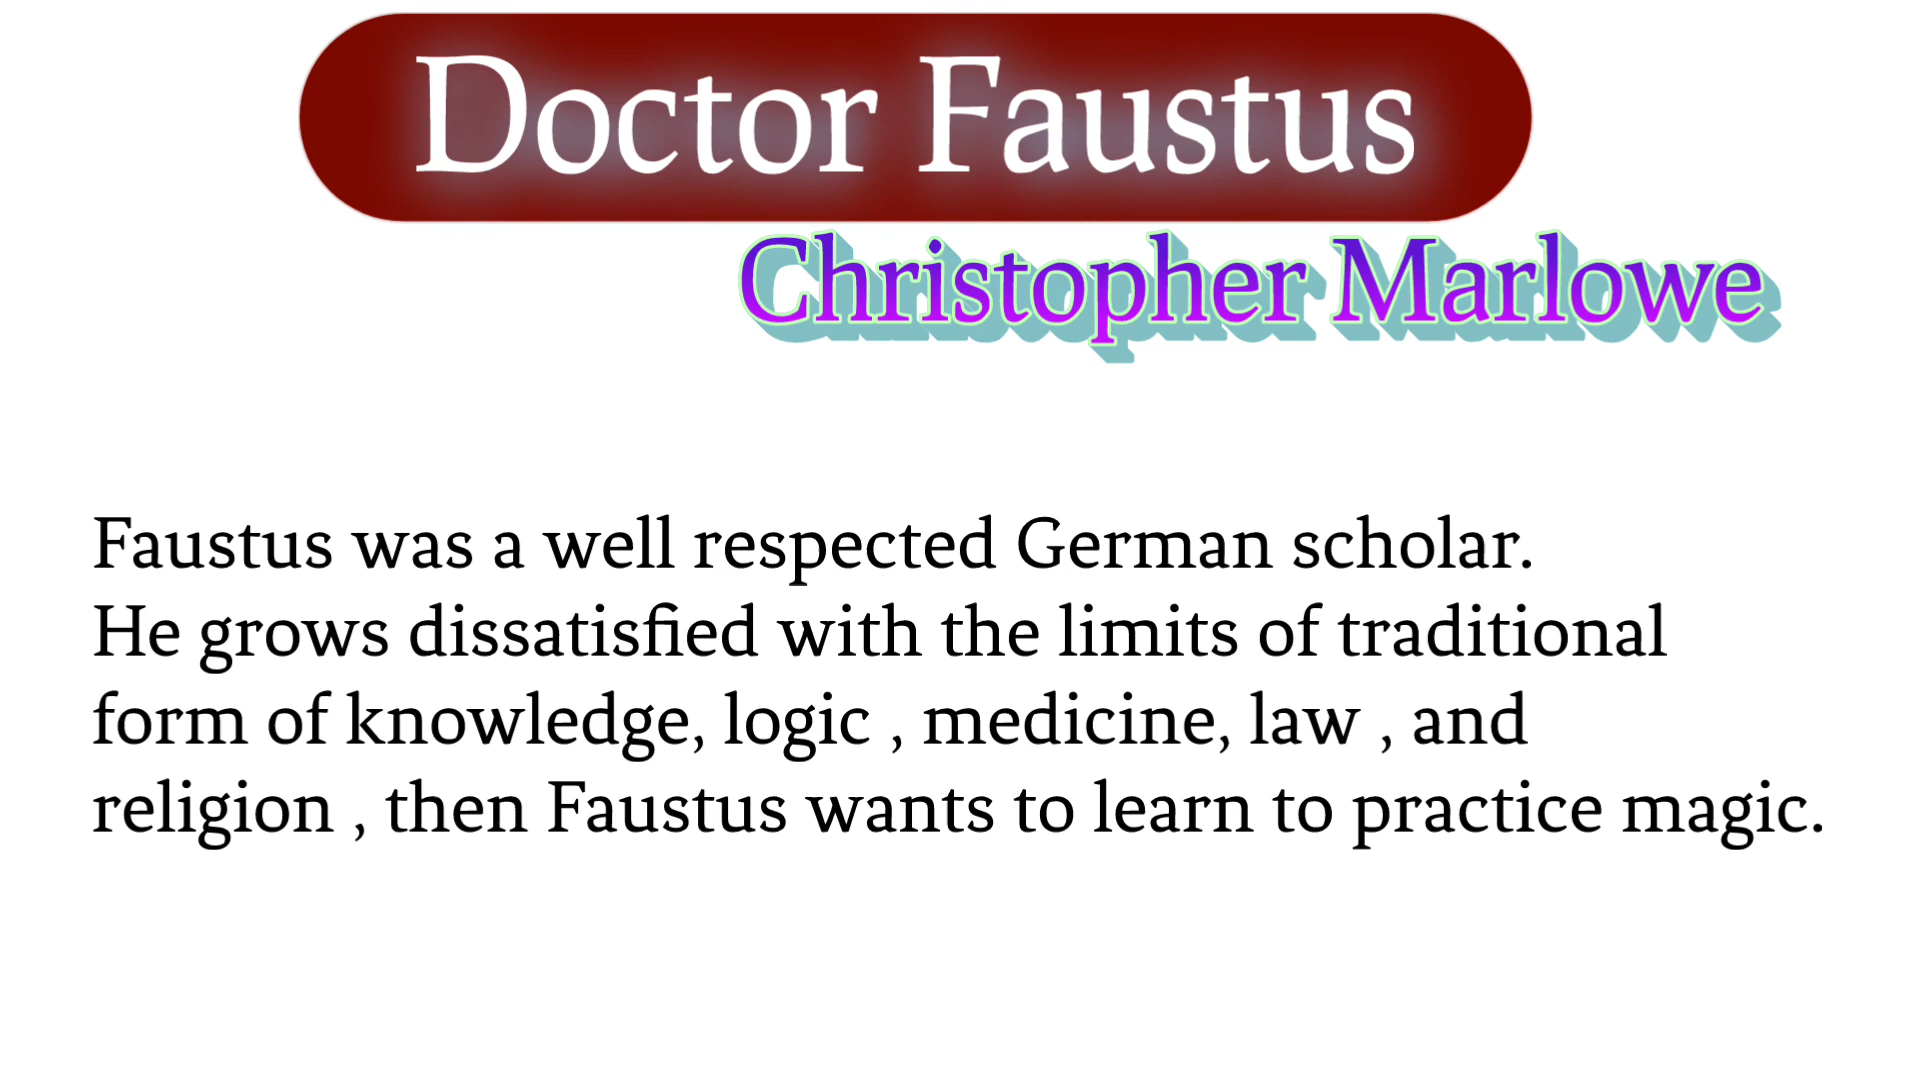 Doctor Faustus
Christopher Marlowe
Faustus was a well respected German scholar.
He grows dissatisfied with the limits of traditional
form of knowledge, logic , medicine, law , and
religion , then Faustus wants to learn to practice magic.